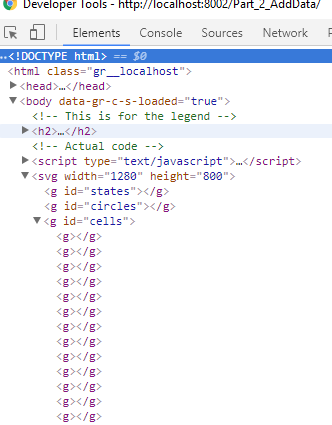 Developer Tools - http://localhost:8002/Part_2_AddData/
Elements Console Sources Network
<!DOCTYPE html> == $0
<html class="gr__localhost">
▶<head>…</head>
▼<body data-gr-c-s-loaded="true">
<!-- This is for the legend -->
▶<h2>…</h2>
<!-- Actual code -->
▶<script type="text/javascript">…</script>
▼<svg width="1280" height="800">
<g id="states"></g>
<g id="circles"></g>
▼<g id="cells">
<g></g>
<g></g>
<g></g>
<g></g>
<g></g>
<g></g>
<g></g>
<g></g>
<g></g>
<g></g>
<g></g>
<g></g>
<g></g>